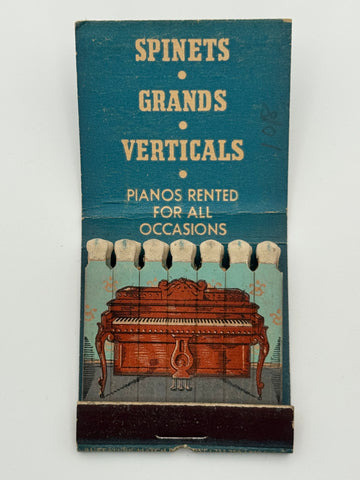 SPINETS
•
GRANDS
•
VERTICALS
•
PIANOS RENTED
FOR ALL
OCCASIONS